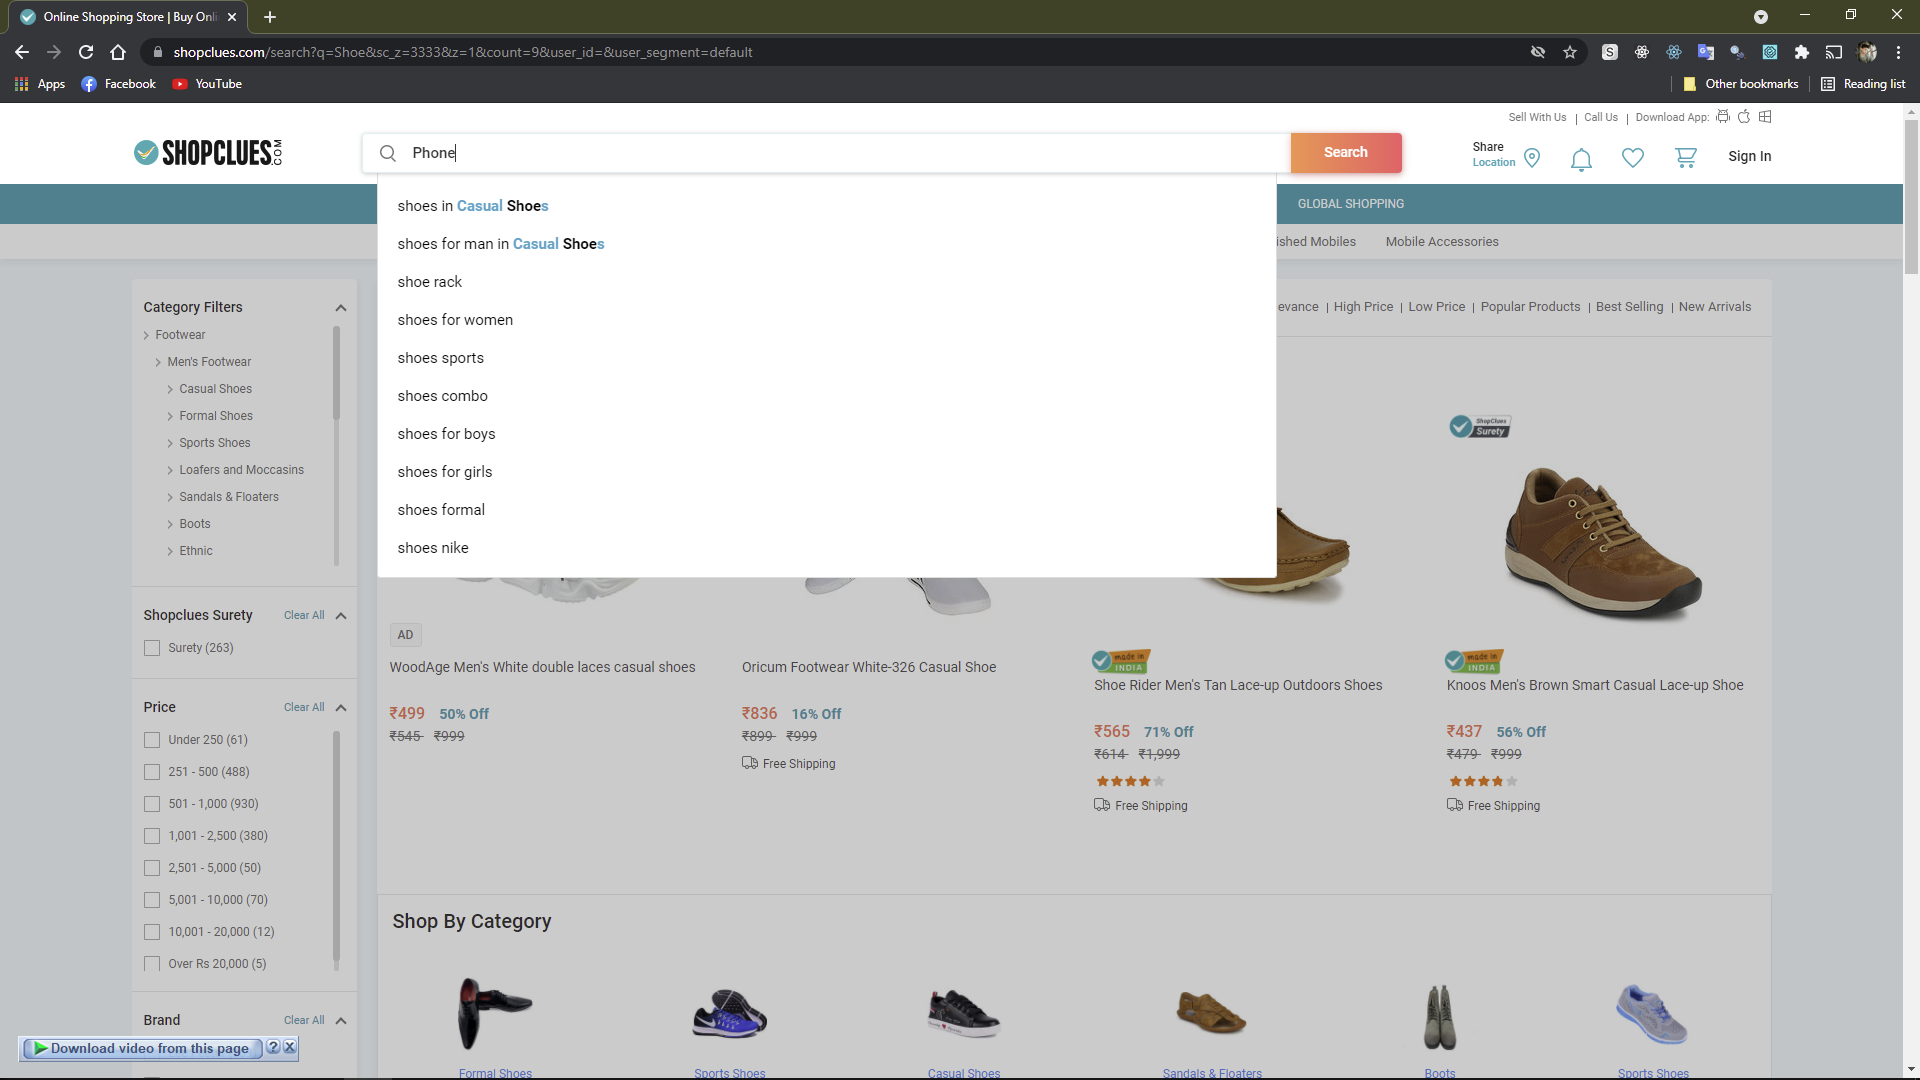 Online Shopping Store | Buy Onli
shopclues.com/search?q=Shoe&sc_z=3333&z=1&count=9&user_id=&user_segment=default
Apps
Facebook
YouTube
Other bookmarks
Reading list
Sell With Us | Call Us | Download App:
SHOPCLUES.COM
Phone
Search
Share
Location
Sign In
GLOBAL SHOPPING
ished Mobiles
Mobile Accessories
shoes in Casual Shoes
shoes for man in Casual Shoes
shoe rack
shoes for women
shoes sports
shoes combo
shoes for boys
shoes for girls
shoes formal
shoes nike
Category Filters
Footwear
Men's Footwear
Casual Shoes
Formal Shoes
Sports Shoes
Loafers and Moccasins
Sandals & Floaters
Boots
Ethnic
Shopclues Surety
Clear All
Surety (263)
Price
Clear All
Under 250 (61)
251 - 500 (488)
501 - 1,000 (930)
1,001 - 2,500 (380)
2,501 - 5,000 (50)
5,001 - 10,000 (70)
10,001 - 20,000 (12)
Over Rs 20,000 (5)
Brand
Clear All
Download video from this page
evance | High Price | Low Price | Popular Products | Best Selling | New Arrivals
ShopClues
Surety
AD
WoodAge Men's White double laces casual shoes
₹499 50% Off
₹545 ₹999
Oricum Footwear White-326 Casual Shoe
₹836 16% Off
₹899 ₹999
Free Shipping
made in
INDIA
Shoe Rider Men's Tan Lace-up Outdoors Shoes
₹565 71% Off
₹614 ₹1,999
Free Shipping
made in
INDIA
Knoos Men's Brown Smart Casual Lace-up Shoe
₹437 56% Off
₹479 ₹999
Free Shipping
Shop By Category
Formal Shoes
Sports Shoes
Casual Shoes
Sandals & Floaters
Boots
Sports Shoes